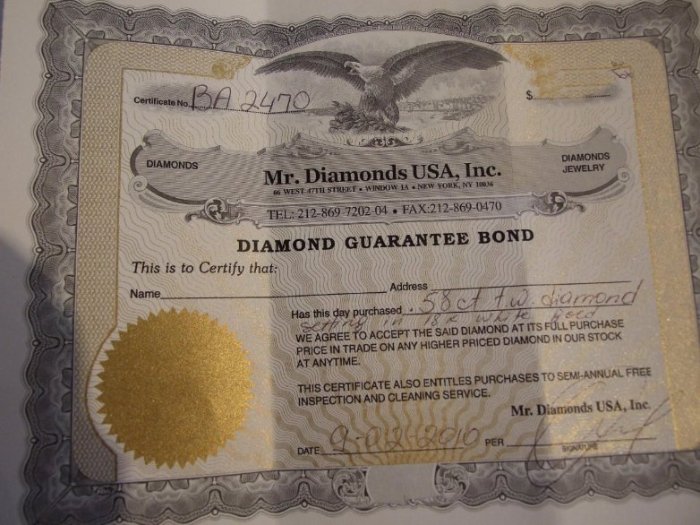 Certificate No. BA 2470
$
DIAMONDS
DIAMONDS
JEWELRY
Mr. Diamonds USA, Inc.
66 WEST 47TH STREET • WINDOW 1A • NEW YORK, NY 10036
TEL: 212-869-7202-04 • FAX:212-869-0470
DIAMOND GUARANTEE BOND
This is to Certify that:
Name Address
Has this day purchased .58ct t.w. diamond
setting in 18k white gold
WE AGREE TO ACCEPT THE SAID DIAMOND AT ITS FULL PURCHASE
PRICE IN TRADE ON ANY HIGHER PRICED DIAMOND IN OUR STOCK
AT ANYTIME.
THIS CERTIFICATE ALSO ENTITLES PURCHASES TO SEMI-ANNUAL FREE
INSPECTION AND CLEANING SERVICE.
Mr. Diamonds USA, Inc.
DATE 9-02-2010 PER
SIGNATURE